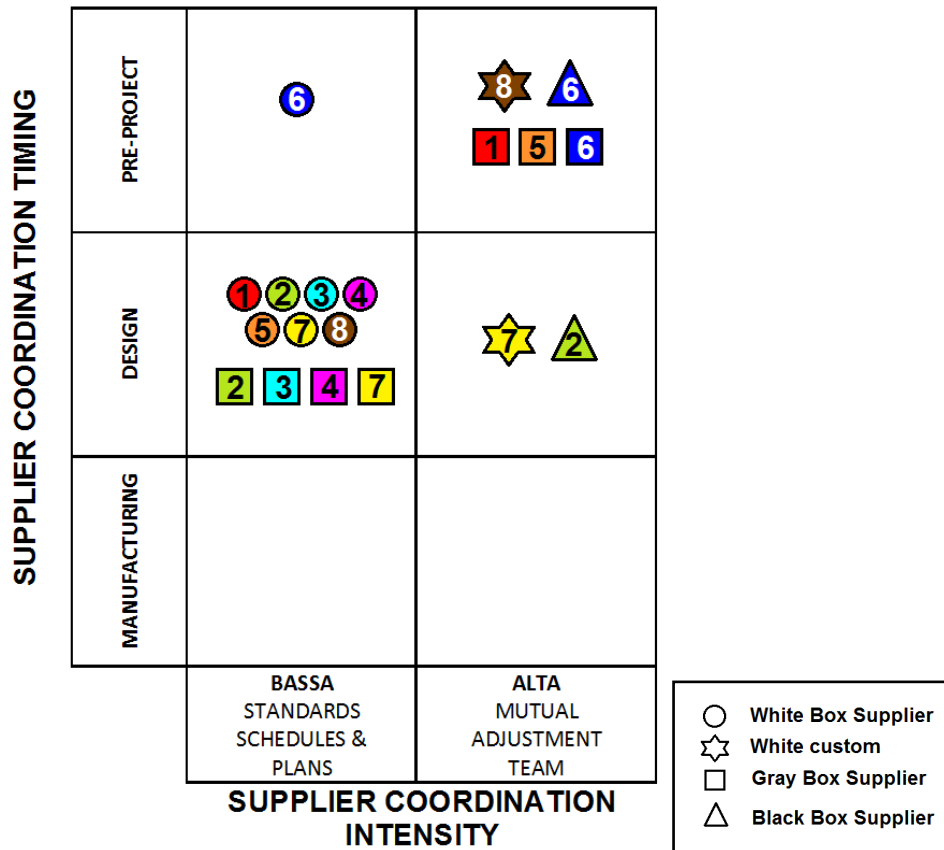 SUPPLIER COORDINATION TIMING
PRE-PROJECT
6
8 6
1 5 6
DESIGN
1 2 3 4
5 7 8
2 3 4 7
7 2
MANUFACTURING
BASSA
STANDARDS
SCHEDULES &
PLANS
ALTA
MUTUAL
ADJUSTMENT
TEAM
SUPPLIER COORDINATION
INTENSITY
White Box Supplier
White custom
Gray Box Supplier
Black Box Supplier